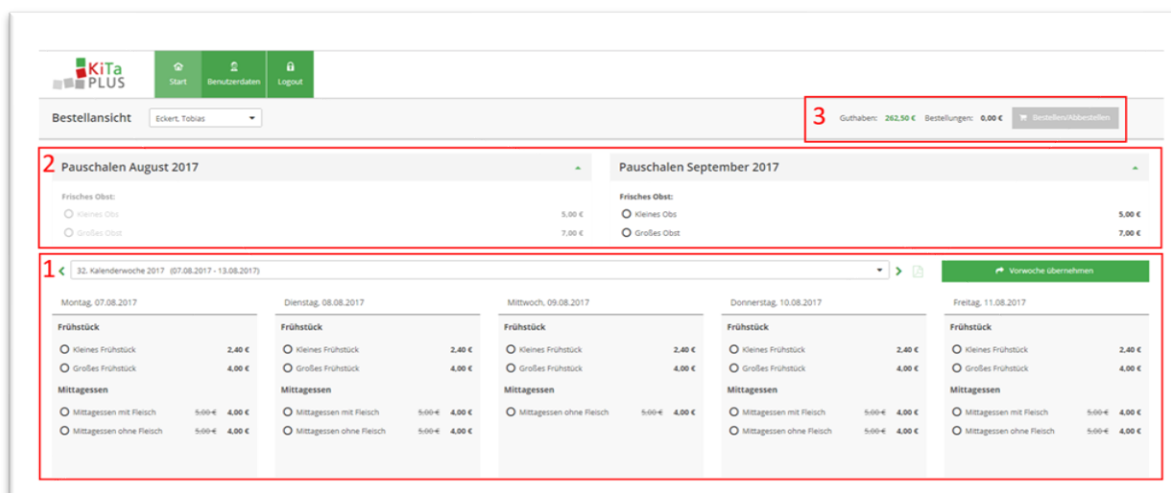 KiTa
PLUS
Start Benutzerdaten Logout
Bestellansicht Eckert, Tobias 3 Guthaben: 262,50 € Bestellungen: 0,00 € Bestellen/Abbestellen
2 Pauschalen August 2017 Pauschalen September 2017
Frisches Obst: Frisches Obst:
Kleines Obs 5,00 € Kleines Obs 5,00 €
Großes Obst 7,00 € Großes Obst 7,00 €
1 32. Kalenderwoche 2017 (07.08.2017 - 13.08.2017) Vorwoche übernehmen
Montag, 07.08.2017 Dienstag, 08.08.2017 Mittwoch, 09.08.2017 Donnerstag, 10.08.2017 Freitag, 11.08.2017
Frühstück Frühstück Frühstück Frühstück Frühstück
Kleines Frühstück 2,40 € Kleines Frühstück 2,40 € Kleines Frühstück 2,40 € Kleines Frühstück 2,40 € Kleines Frühstück 2,40 €
Großes Frühstück 4,00 € Großes Frühstück 4,00 € Großes Frühstück 4,00 € Großes Frühstück 4,00 € Großes Frühstück 4,00 €
Mittagessen Mittagessen Mittagessen Mittagessen Mittagessen
Mittagessen mit Fleisch 5,00 € 4,00 € Mittagessen mit Fleisch 5,00 € 4,00 € Mittagessen ohne Fleisch 5,00 € 4,00 € Mittagessen mit Fleisch 5,00 € 4,00 € Mittagessen mit Fleisch 5,00 € 4,00 €
Mittagessen ohne Fleisch 5,00 € 4,00 € Mittagessen ohne Fleisch 5,00 € 4,00 € Mittagessen ohne Fleisch 5,00 € 4,00 € Mittagessen ohne Fleisch 5,00 € 4,00 €